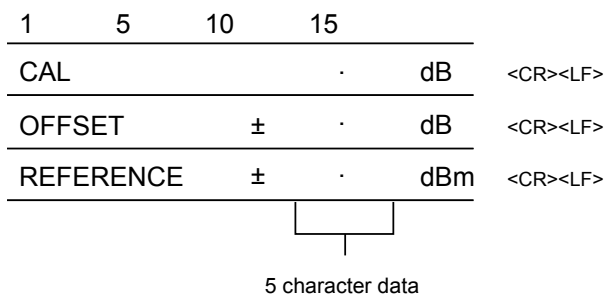 1 5 10 15
CAL . dB <CR><LF>
OFFSET ± . dB <CR><LF>
REFERENCE ± . dBm <CR><LF>
5 character data